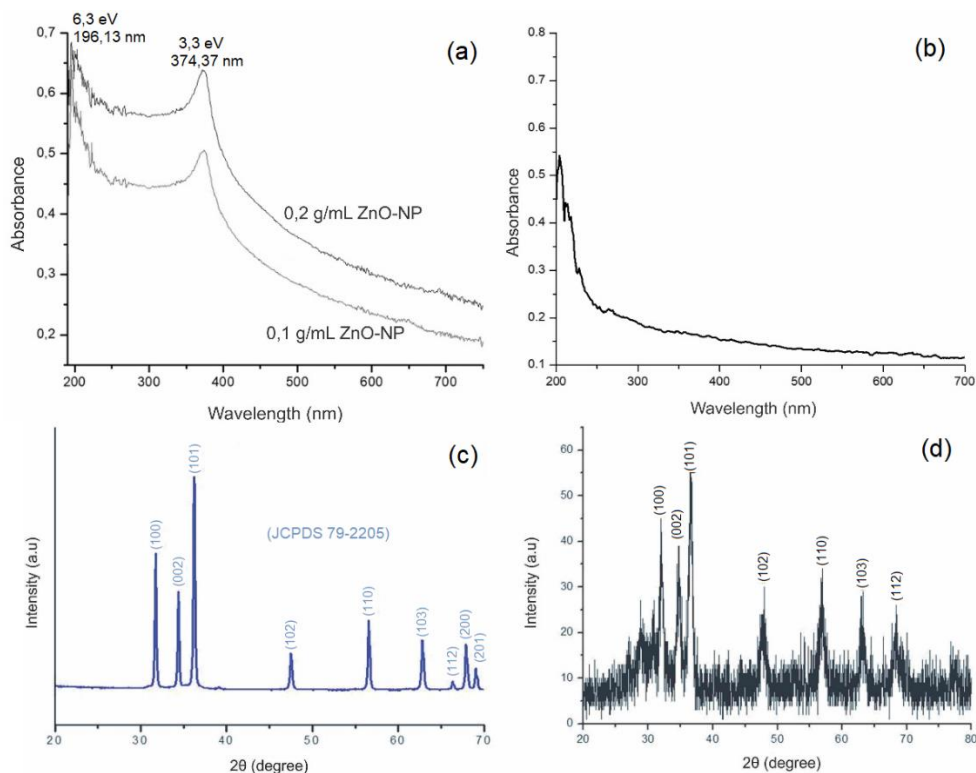 6,3 eV
196,13 nm
3,3 eV
374,37 nm
(a)
0,7
0,6
0,5
0,4
0,3
0,2
Absorbance
0,2 g/mL ZnO-NP
0,1 g/mL ZnO-NP
200 300 400 500 600 700
Wavelength (nm)
(b)
0.8
0.7
0.6
0.5
0.4
0.3
0.2
0.1
Absorbance
200 300 400 500 600 700
Wavelength (nm)
(c)
(JCPDS 79-2205)
(100)
(002)
(101)
(102)
(110)
(103)
(112)
(200)
(201)
Intensity (a.u)
20 30 40 50 60 70
2θ (degree)
(d)
60
50
40
30
20
10
0
(100)
(002)
(101)
(102)
(110)
(103)
(112)
Intensity (a.u)
20 30 40 50 60 70 80
2θ (degree)